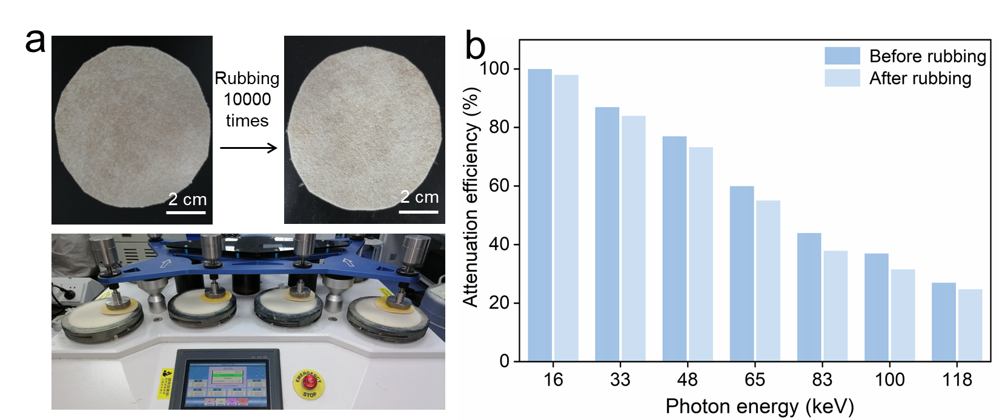 a
Rubbing
10000
times
2 cm
2 cm
EMERGENCY
STOP
b
Before rubbing
After rubbing
Attenuation efficiency (%)
100
80
60
40
20
0
16 33 48 65 83 100 118
Photon energy (keV)